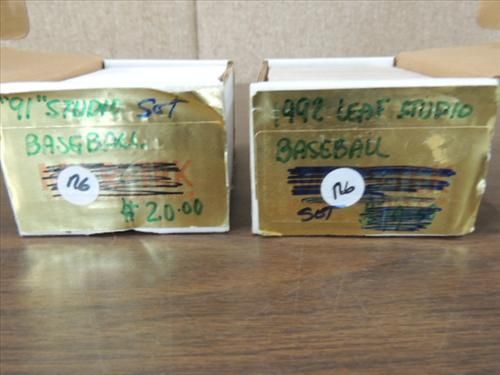 "91" STUDIO SET
BASEBALL
R6
$20.00
1992 LEAF STUDIO
BASEBALL
R6
SET